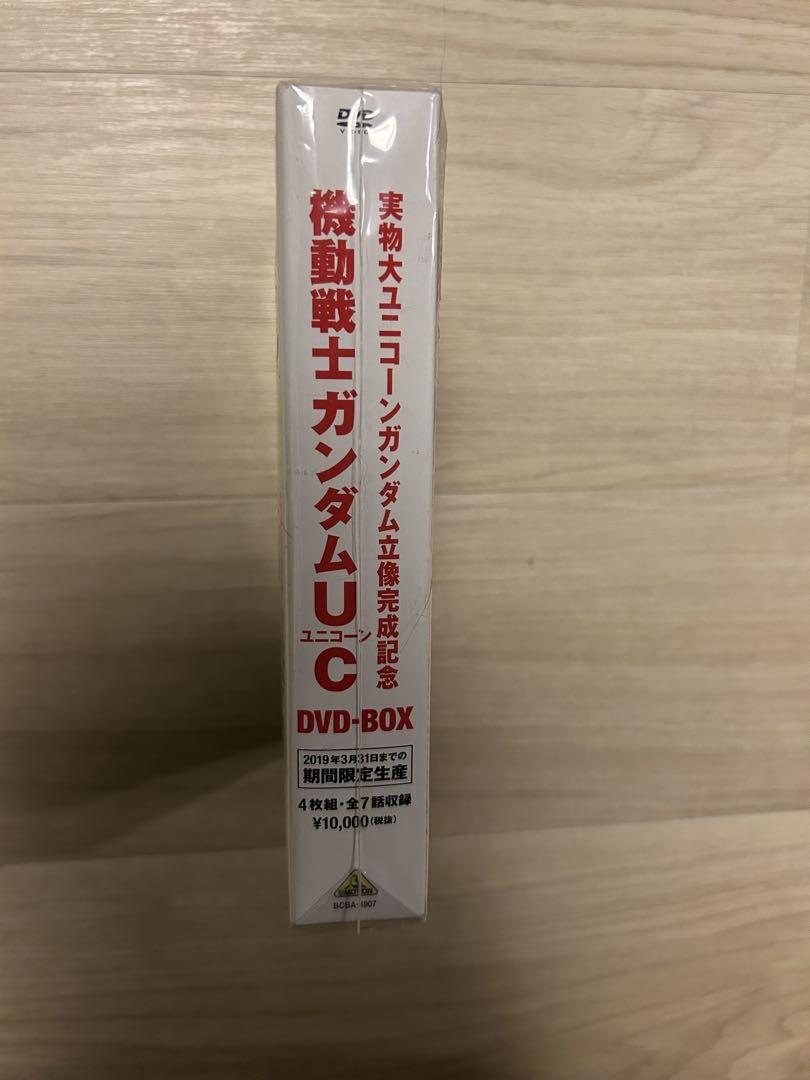 DVD
VIDEO
実物大ユニコーンガンダム立像完成記念
機動戦士ガンダムUC
ユニコーン
DVD-BOX
2019年3月31日までの
期間限定生産
4枚組・全7話収録
¥10,000(税抜)
EMOTION
BCBA-4907